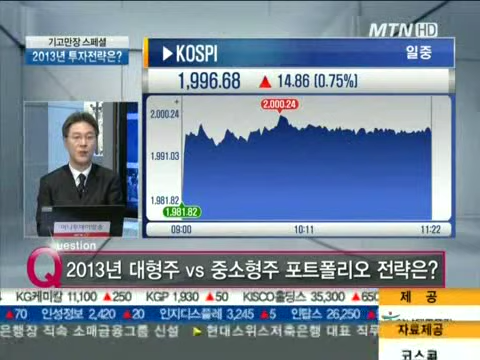 기고만장 스페셜
2013년 투자전략은?
MTN HD
KOSPI
일중
1,996.68 ▲ 14.86 (0.75%)
2,000.24
2,000.24
1,991.03
1,981.82
1,981.82
09:00 10:11 11:22
머니투데이방송
Question
2013년 대형주 vs 중소형주 포트폴리오 전략은?
KG케미칼 11,100 ▲250 KGP 1,930 ▲50 KISCO홀딩스 35,300 ▲650
▲70 인성정보 2,420 ▲20 인지디스플레 3,945 ▲5 인탑스 26,250
은행장 직속 소매금융그룹 신설 ▶현대스위스저축은행 대표 직무
제 공
자료제공
코스콤